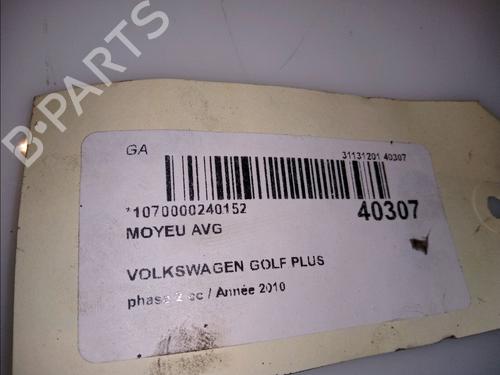 B-PARTS
GA
31131201 40307
*1070000240152
40307
MOYEU AVG
VOLKSWAGEN GOLF PLUS
phase 2 cc / Année 2010